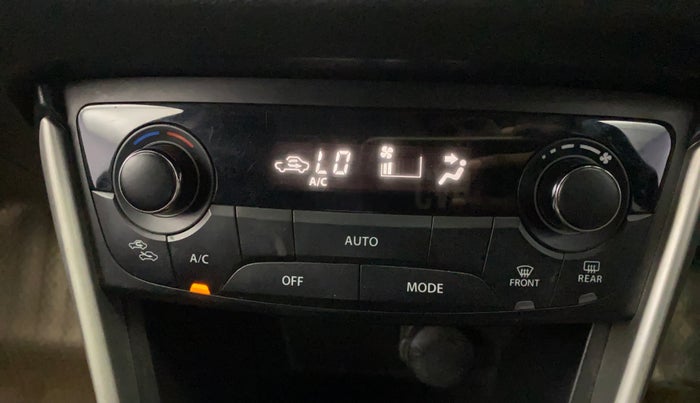 LO
A/C
AUTO
A/C
OFF
MODE
FRONT
REAR